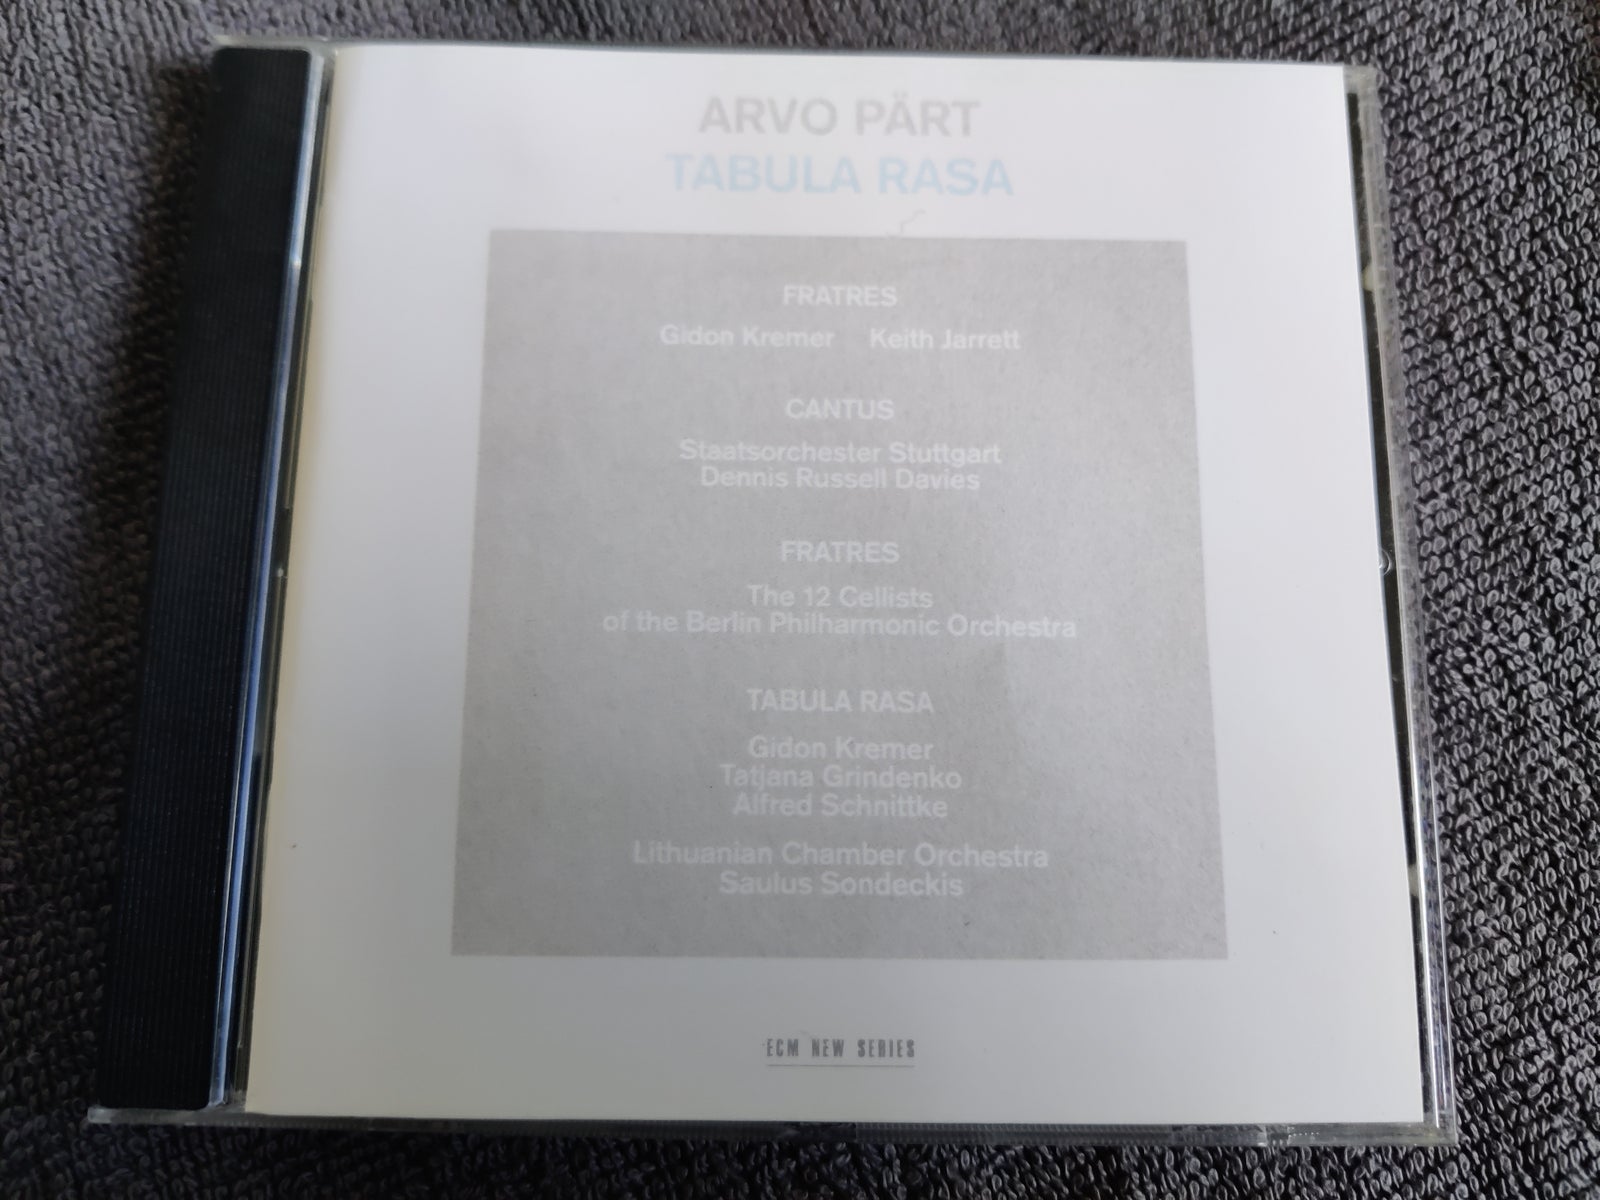 ARVO PÄRT
TABULA RASA
FRATRES
Gidon Kremer Keith Jarrett
CANTUS
Staatsorchester Stuttgart
Dennis Russell Davies
FRATRES
The 12 Cellists
of the Berlin Philharmonic Orchestra
TABULA RASA
Gidon Kremer
Tatjana Grindenko
Alfred Schnittke
Lithuanian Chamber Orchestra
Saulus Sondeckis
ECM NEW SERIES